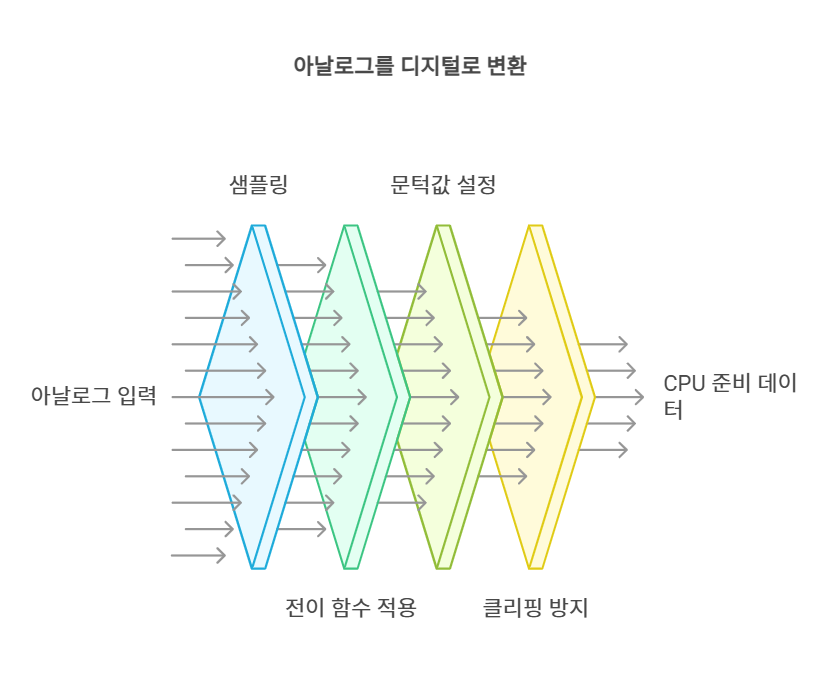 아날로그를 디지털로 변환
샘플링
문턱값 설정
아날로그 입력
CPU 준비 데이
터
전이 함수 적용
클리핑 방지